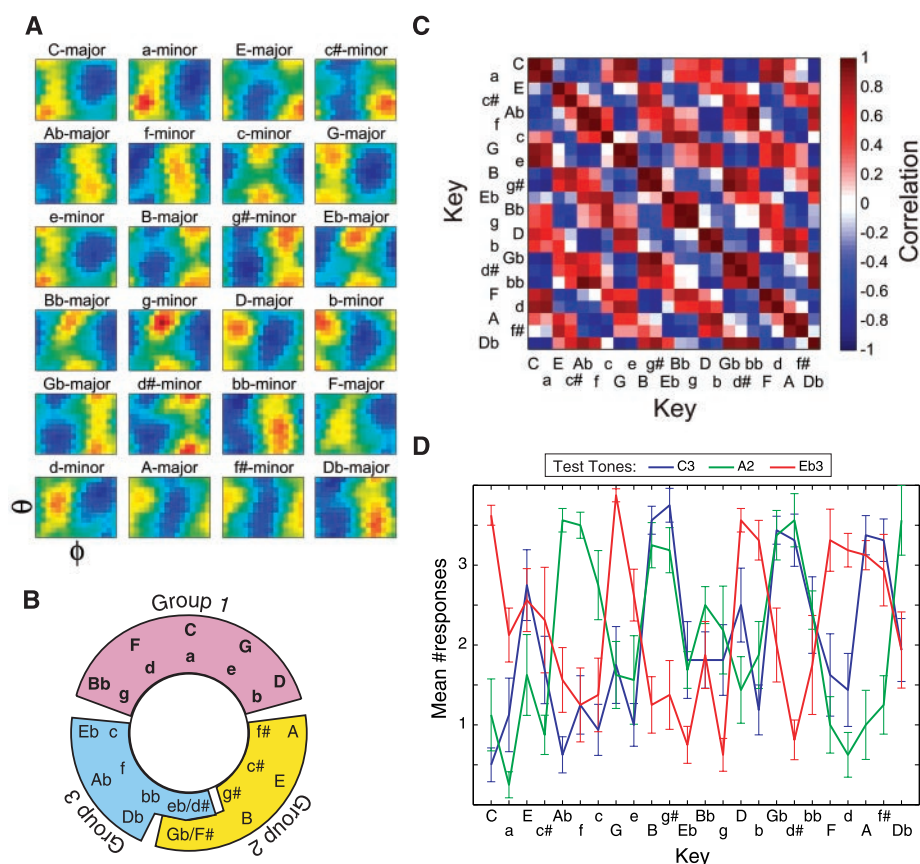 A
C-major a-minor E-major c#-minor
Ab-major f-minor c-minor G-major
e-minor B-major g#-minor Eb-major
Bb-major g-minor D-major b-minor
Gb-major d#-minor bb-minor F-major
d-minor A-major f#-minor Db-major
θ
ϕ
B
Group 1
C
F G
a
d e
Bb D
g b
Eb c f# A
f c#
Ab E
bb g#
Db eb/d# B
Gb/F#
Group 3
Group 2
C
Key
C
a
E
c#
Ab
f
c
G
e
B
g#
Eb
Bb
g
D
b
Gb
d#
bb
F
d
A
f#
Db
C E Ab c e g# Bb D Gb bb d f#
a c# f G B Eb g b d# F A Db
Key
1
0.8
0.6
0.4
0.2
0
-0.2
-0.4
-0.6
-0.8
-1
Correlation
D
Test Tones: C3 A2 Eb3
Mean #responses
3
2
1
C E Ab c e g# Bb D Gb bb d f#
a c# f G B Eb g b d# F A Db
Key